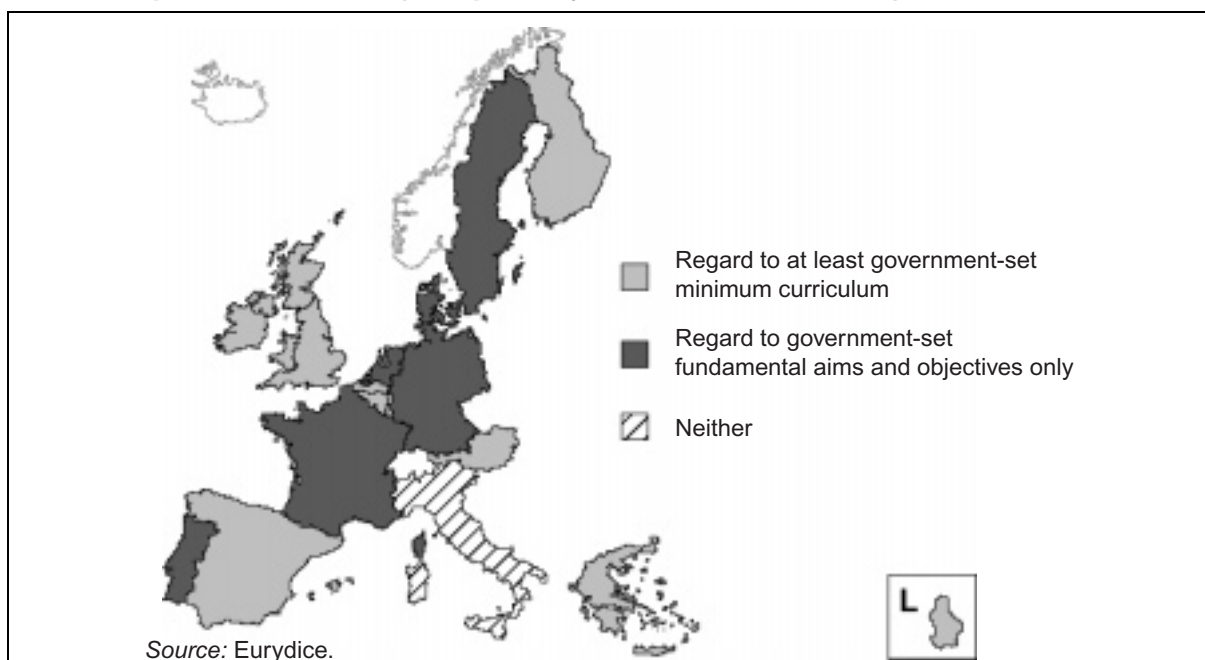 Regard to at least government-set
minimum curriculum
Regard to government-set
fundamental aims and objectives only
Neither
L
Source: Eurydice.